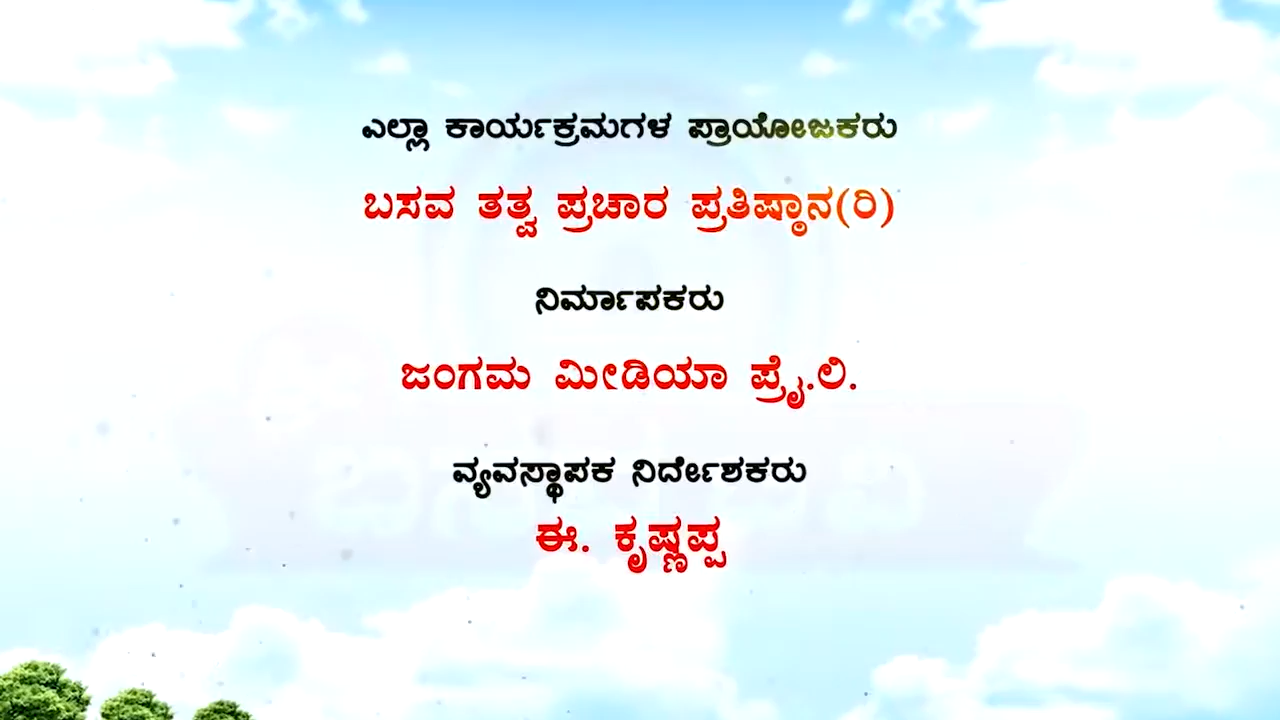 ಎಲ್ಲಾ ಕಾರ್ಯಕ್ರಮಗಳ ಪ್ರಾಯೋಜಕರು
ಬಸವ ತತ್ವ ಪ್ರಚಾರ ಪ್ರತಿಷ್ಠಾನ(ರಿ)
ನಿರ್ಮಾಪಕರು
ಜಂಗಮ ಮೀಡಿಯಾ ಪ್ರೈ.ಲಿ.
ವ್ಯವಸ್ಥಾಪಕ ನಿರ್ದೇಶಕರು
ಈ. ಕೃಷ್ಣಪ್ಪ